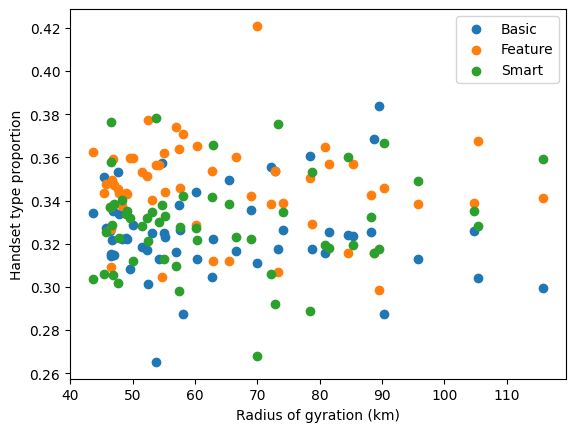 0.42
0.40
0.38
0.36
0.34
0.32
0.30
0.28
0.26
Handset type proportion
Basic
Feature
Smart
40 50 60 70 80 90 100 110
Radius of gyration (km)